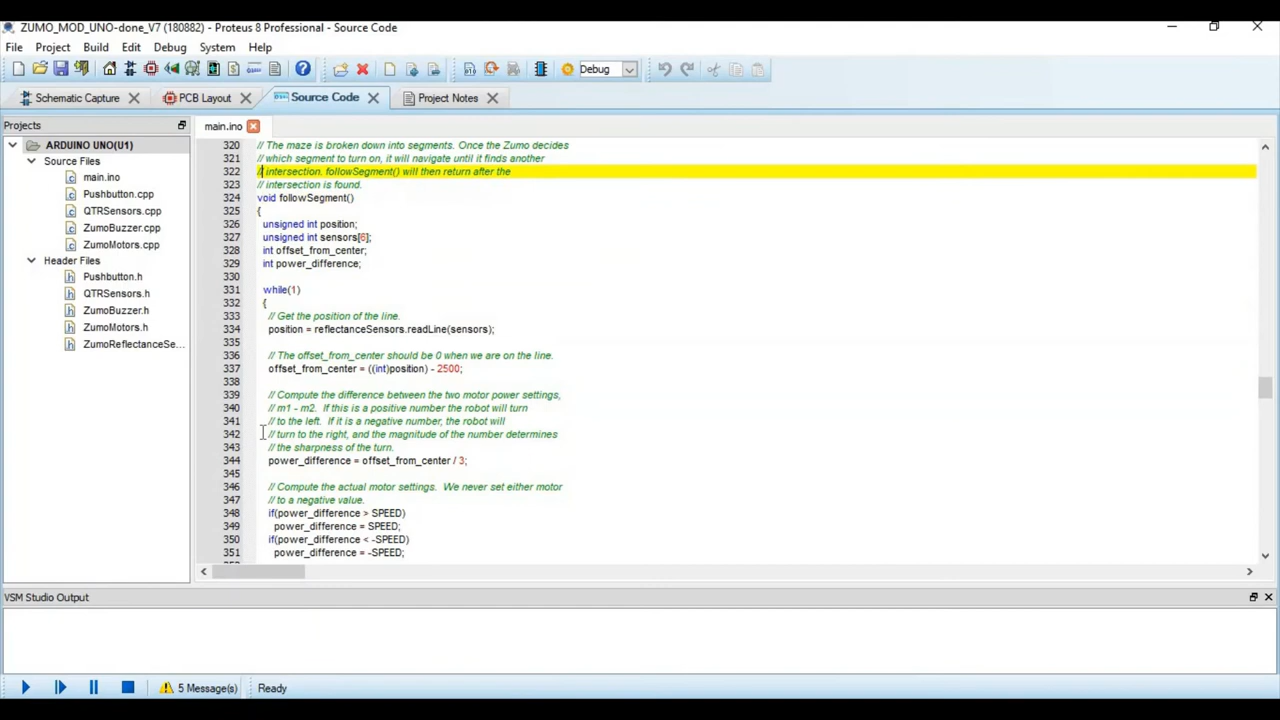 ZUMO_MOD_UNO-done_V7 (180882) - Proteus 8 Professional - Source Code
File Project Build Edit Debug System Help
Debug
Schematic Capture PCB Layout Source Code Project Notes
Projects
ARDUINO UNO(U1)
Source Files
main.ino
Pushbutton.cpp
QTRSensors.cpp
ZumoBuzzer.cpp
ZumoMotors.cpp
Header Files
Pushbutton.h
QTRSensors.h
ZumoBuzzer.h
ZumoMotors.h
ZumoReflectanceSe...
main.ino
320 // The maze is broken down into segments. Once the Zumo decides
321 // which segment to turn on, it will navigate until it finds another
322 // intersection. followSegment() will then return after the
323 // intersection is found.
324 void followSegment()
325 {
326 unsigned int position;
327 unsigned int sensors[6];
328 int offset_from_center;
329 int power_difference;
330
331 while(1)
332 {
333 // Get the position of the line.
334 position = reflectanceSensors.readLine(sensors);
335
336 // The offset_from_center should be 0 when we are on the line.
337 offset_from_center = ((int)position) - 2500;
338
339 // Compute the difference between the two motor power settings,
340 // m1 - m2. If this is a positive number the robot will turn
341 // to the left. If it is a negative number, the robot will
342 // turn to the right, and the magnitude of the number determines
343 // the sharpness of the turn.
344 power_difference = offset_from_center / 3;
345
346 // Compute the actual motor settings. We never set either motor
347 // to a negative value.
348 if(power_difference > SPEED)
349 power_difference = SPEED;
350 if(power_difference < -SPEED)
351 power_difference = -SPEED;
VSM Studio Output
5 Message(s) Ready